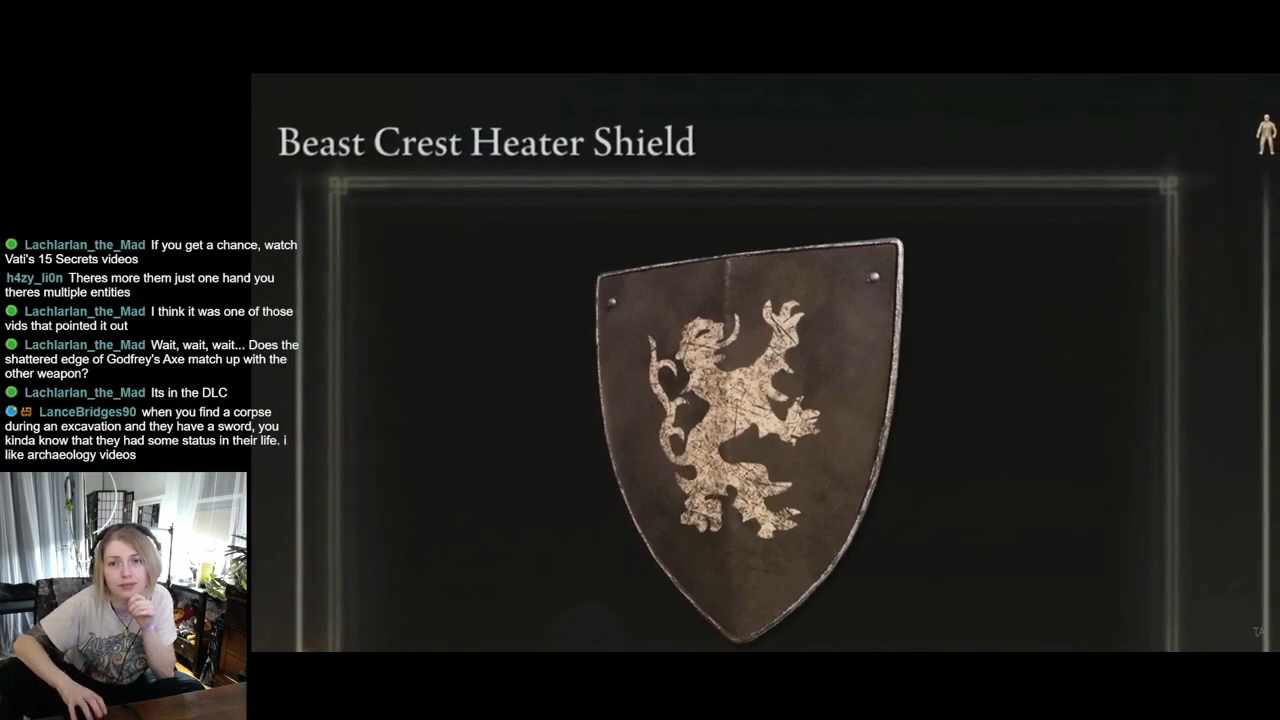 Beast Crest Heater Shield
Lachlarlan_the_Mad If you get a chance, watch
Vati's 15 Secrets videos
h4zy_li0n Theres more them just one hand you
theres multiple entities
Lachlarlan_the_Mad I think it was one of those
vids that pointed it out
Lachlarlan_the_Mad Wait, wait, wait... Does the
shattered edge of Godfrey's Axe match up with the
other weapon?
Lachlarlan_the_Mad Its in the DLC
LanceBridges90 when you find a corpse
during an excavation and they have a sword, you
kinda know that they had some status in their life. i
like archaeology videos
TA